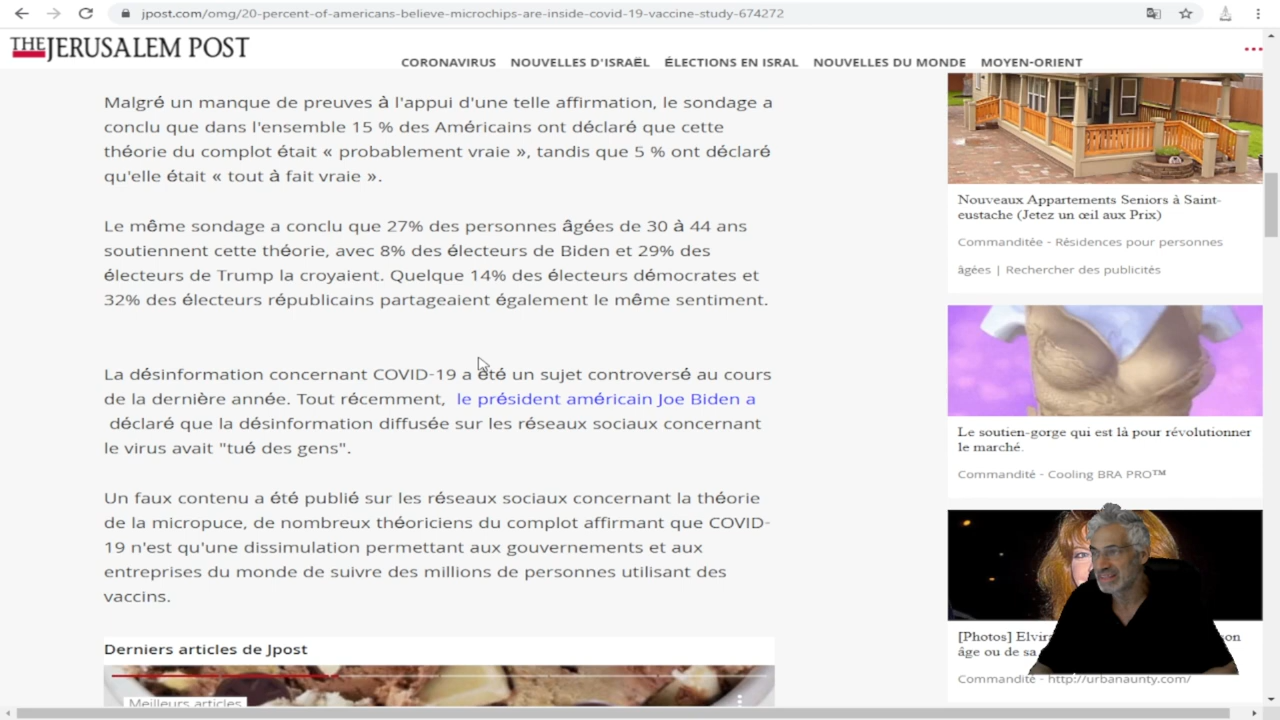 jpost.com/omg/20-percent-of-americans-believe-microchips-are-inside-covid-19-vaccine-study-674272
THE JERUSALEM POST
CORONAVIRUS NOUVELLES D'ISRAËL ÉLECTIONS EN ISRAL NOUVELLES DU MONDE MOYEN-ORIENT
Malgré un manque de preuves à l'appui d'une telle affirmation, le sondage a
conclu que dans l'ensemble 15 % des Américains ont déclaré que cette
théorie du complot était « probablement vraie », tandis que 5 % ont déclaré
qu'elle était « tout à fait vraie ».
Le même sondage a conclu que 27% des personnes âgées de 30 à 44 ans
soutiennent cette théorie, avec 8% des électeurs de Biden et 29% des
électeurs de Trump la croyaient. Quelque 14% des électeurs démocrates et
32% des électeurs républicains partageaient également le même sentiment.
La désinformation concernant COVID-19 a été un sujet controversé au cours
de la dernière année. Tout récemment, le président américain Joe Biden a
déclaré que la désinformation diffusée sur les réseaux sociaux concernant
le virus avait "tué des gens".
Un faux contenu a été publié sur les réseaux sociaux concernant la théorie
de la micropuce, de nombreux théoriciens du complot affirmant que COVID-
19 n'est qu'une dissimulation permettant aux gouvernements et aux
entreprises du monde de suivre des millions de personnes utilisant des
vaccins.
Derniers articles de Jpost
Meilleurs articles
Nouveaux Appartements Seniors à Saint-
eustache (Jetez un œil aux Prix)
Commanditée - Résidences pour personnes
âgées | Rechercher des publicités
Le soutien-gorge qui est là pour révolutionner
le marché.
Commandité - Cooling BRA PRO™
[Photos] Elvir
on
âge ou de sa
Commandité - http://urbanaunty.com/